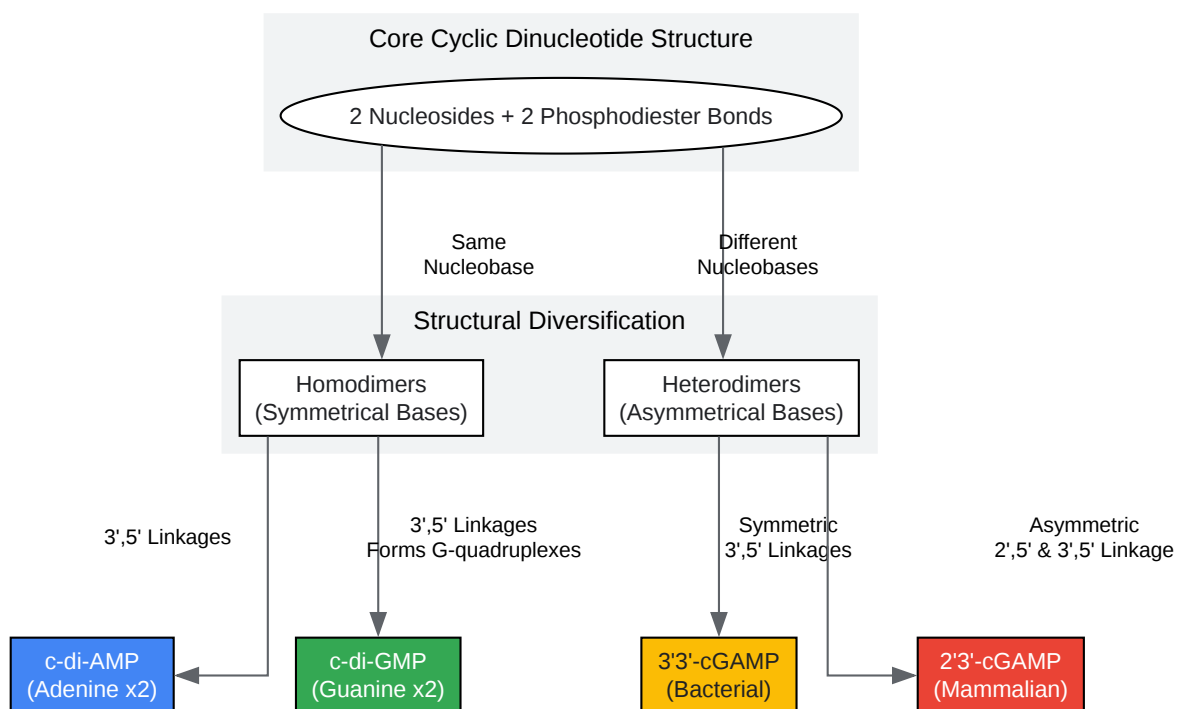 Core Cyclic Dinucleotide Structure
2 Nucleosides + 2 Phosphodiester Bonds
Same
Nucleobase
Different
Nucleobases
Structural Diversification
Homodimers
(Symmetrical Bases)
Heterodimers
(Asymmetrical Bases)
3',5' Linkages
3',5' Linkages
Forms G-quadruplexes
Symmetric
3',5' Linkages
Asymmetric
2',5' & 3',5' Linkage
c-di-AMP
(Adenine x2)
c-di-GMP
(Guanine x2)
3'3'-cGAMP
(Bacterial)
2'3'-cGAMP
(Mammalian)